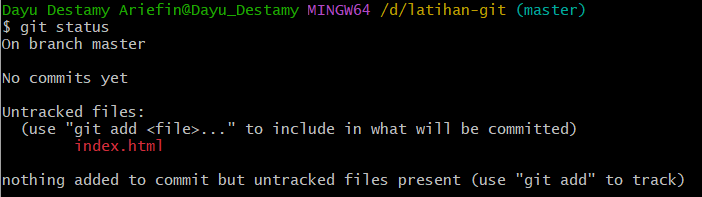 Dayu Destamy Ariefin@Dayu_Destamy MINGW64 /d/latihan-git (master)
$ git status
On branch master
No commits yet
Untracked files:
(use "git add <file>..." to include in what will be committed)
index.html
nothing added to commit but untracked files present (use "git add" to track)